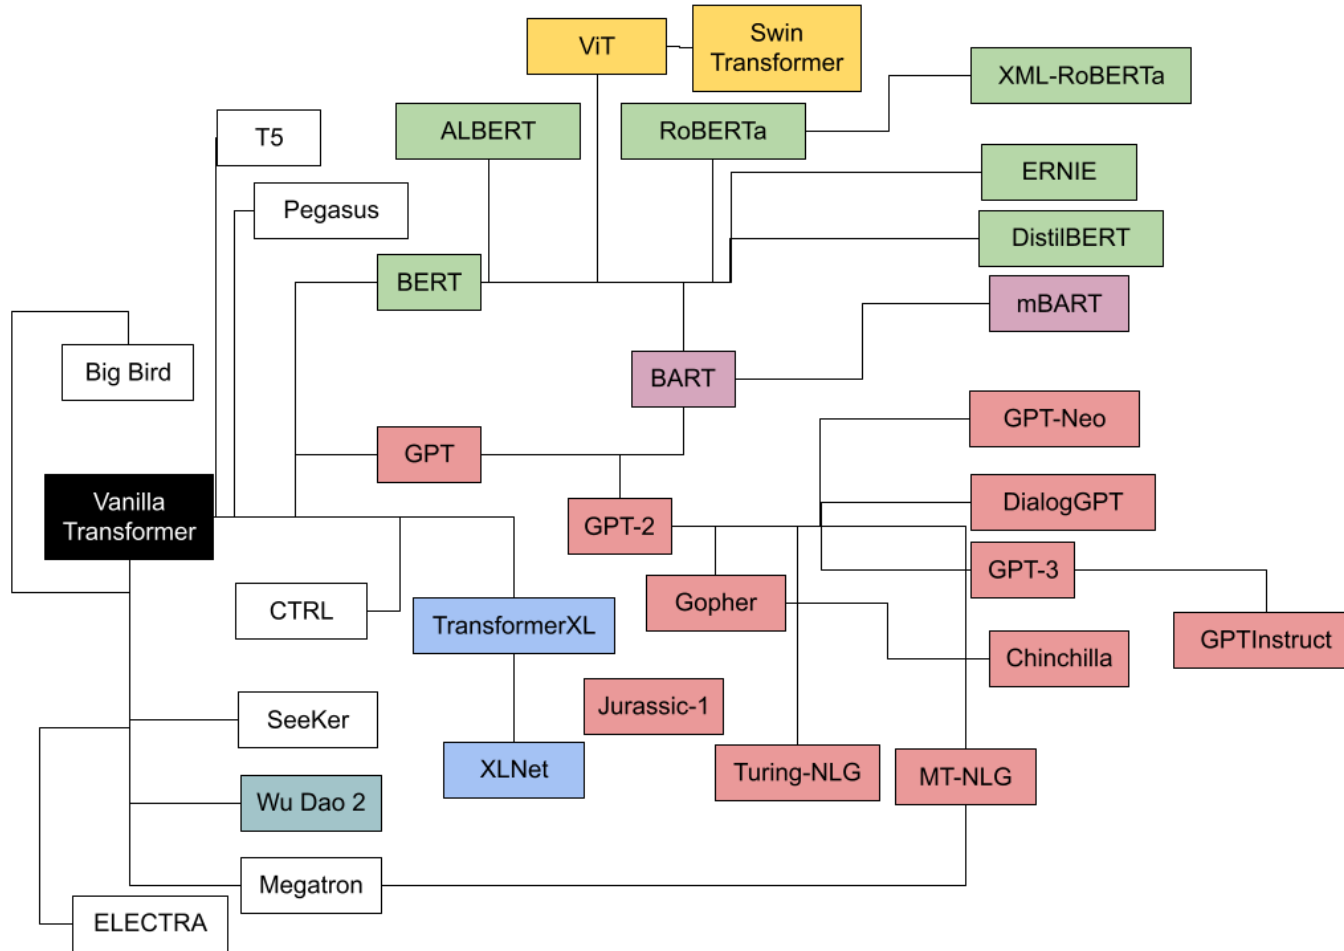 ViT
Swin
Transformer
XML-RoBERTa
T5
ALBERT
RoBERTa
ERNIE
Pegasus
DistilBERT
BERT
mBART
Big Bird
BART
GPT-Neo
GPT
Vanilla
Transformer
DialogGPT
GPT-2
GPT-3
Gopher
CTRL
TransformerXL
GPTInstruct
Chinchilla
Jurassic-1
SeeKer
XLNet
Turing-NLG
MT-NLG
Wu Dao 2
Megatron
ELECTRA